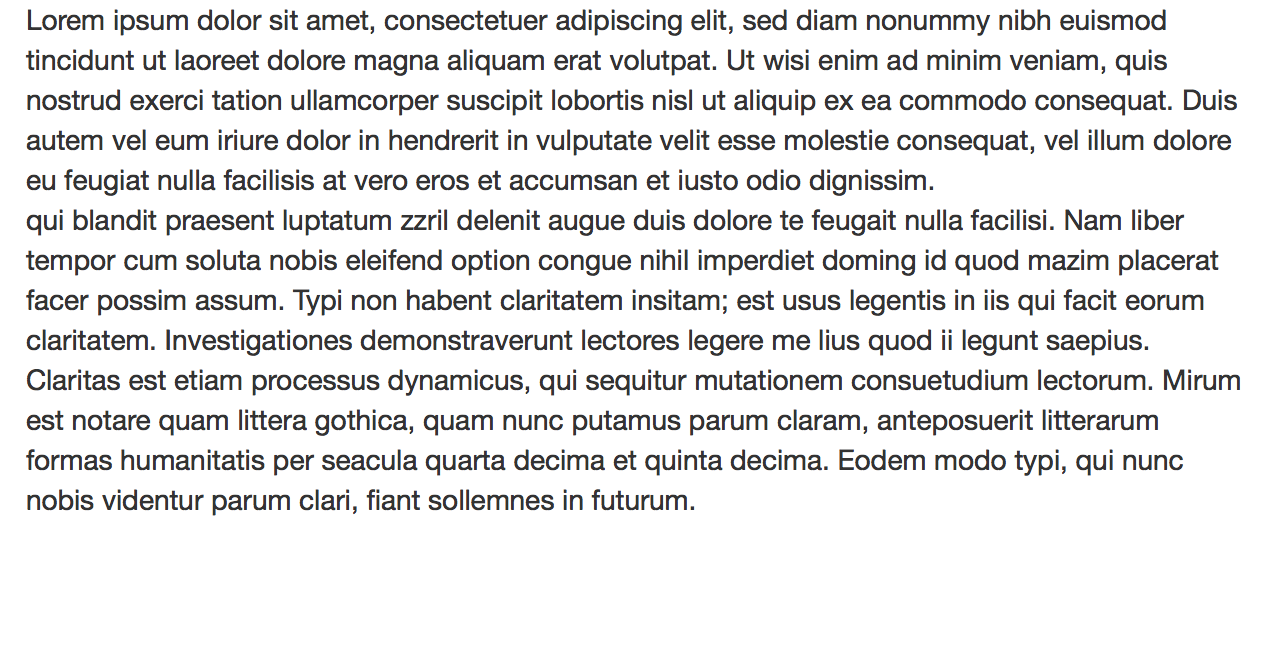 Lorem ipsum dolor sit amet, consectetuer adipiscing elit, sed diam nonummy nibh euismod
tincidunt ut laoreet dolore magna aliquam erat volutpat. Ut wisi enim ad minim veniam, quis
nostrud exerci tation ullamcorper suscipit lobortis nisl ut aliquip ex ea commodo consequat. Duis
autem vel eum iriure dolor in hendrerit in vulputate velit esse molestie consequat, vel illum dolore
eu feugiat nulla facilisis at vero eros et accumsan et iusto odio dignissim.
qui blandit praesent luptatum zzril delenit augue duis dolore te feugait nulla facilisi. Nam liber
tempor cum soluta nobis eleifend option congue nihil imperdiet doming id quod mazim placerat
facer possim assum. Typi non habent claritatem insitam; est usus legentis in iis qui facit eorum
claritatem. Investigationes demonstraverunt lectores legere me lius quod ii legunt saepius.
Claritas est etiam processus dynamicus, qui sequitur mutationem consuetudium lectorum. Mirum
est notare quam littera gothica, quam nunc putamus parum claram, anteposuerit litterarum
formas humanitatis per seacula quarta decima et quinta decima. Eodem modo typi, qui nunc
nobis videntur parum clari, fiant sollemnes in futurum.